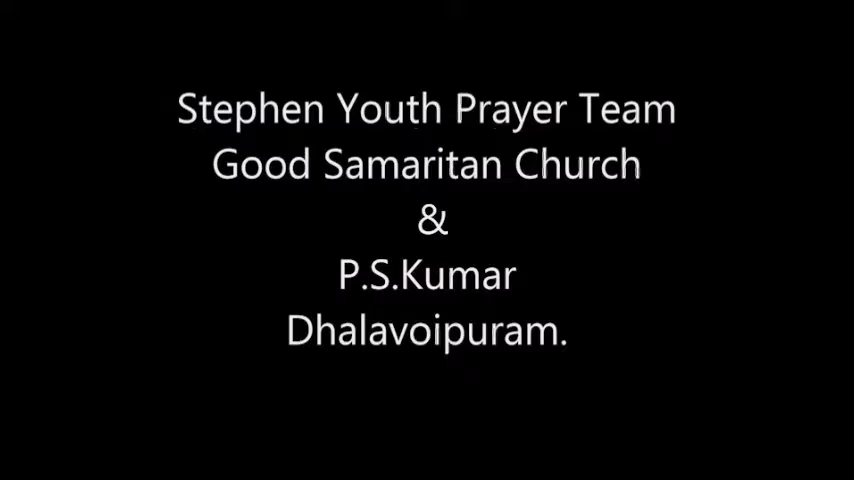 Stephen Youth Prayer Team
Good Samaritan Church
&
P.S.Kumar
Dhalavoipuram.